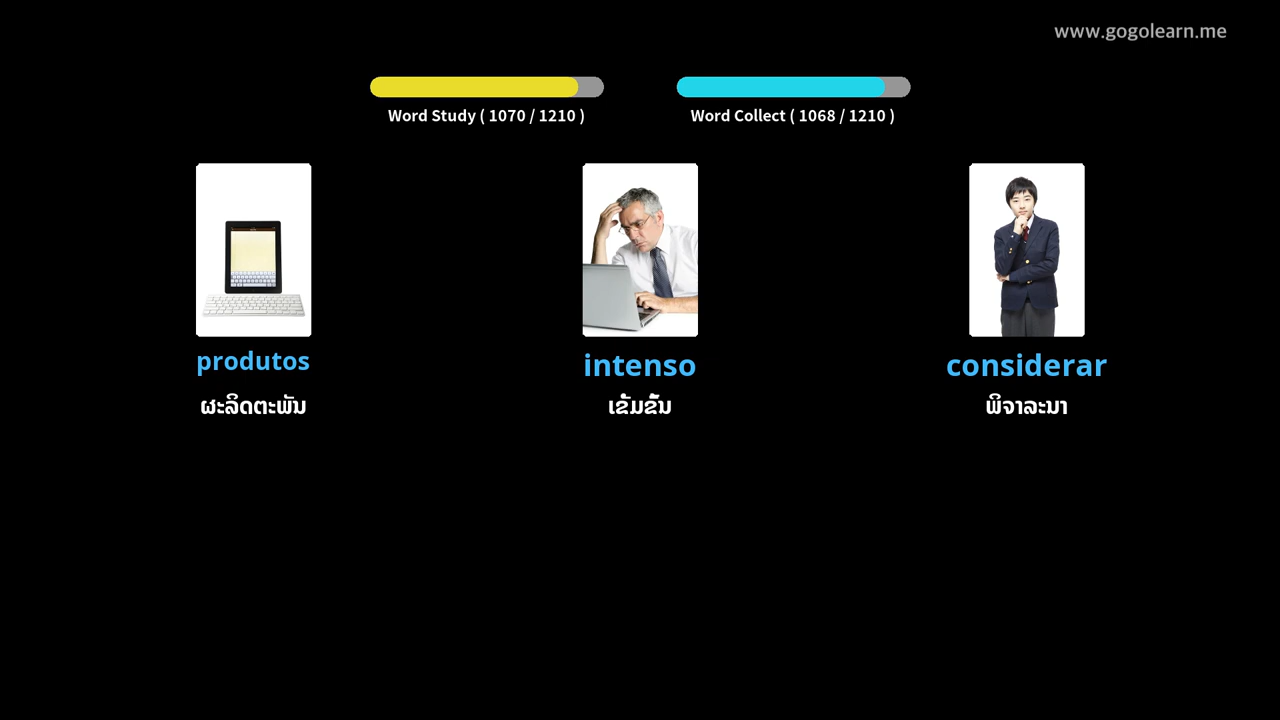 www.gogolearn.me
Word Study ( 1070 / 1210 )
Word Collect ( 1068 / 1210 )
produtos
intenso
considerar
ຜະລິດຕະພັນ
ເຂັ້ມຂົ້ນ
ພິຈາລະນາ